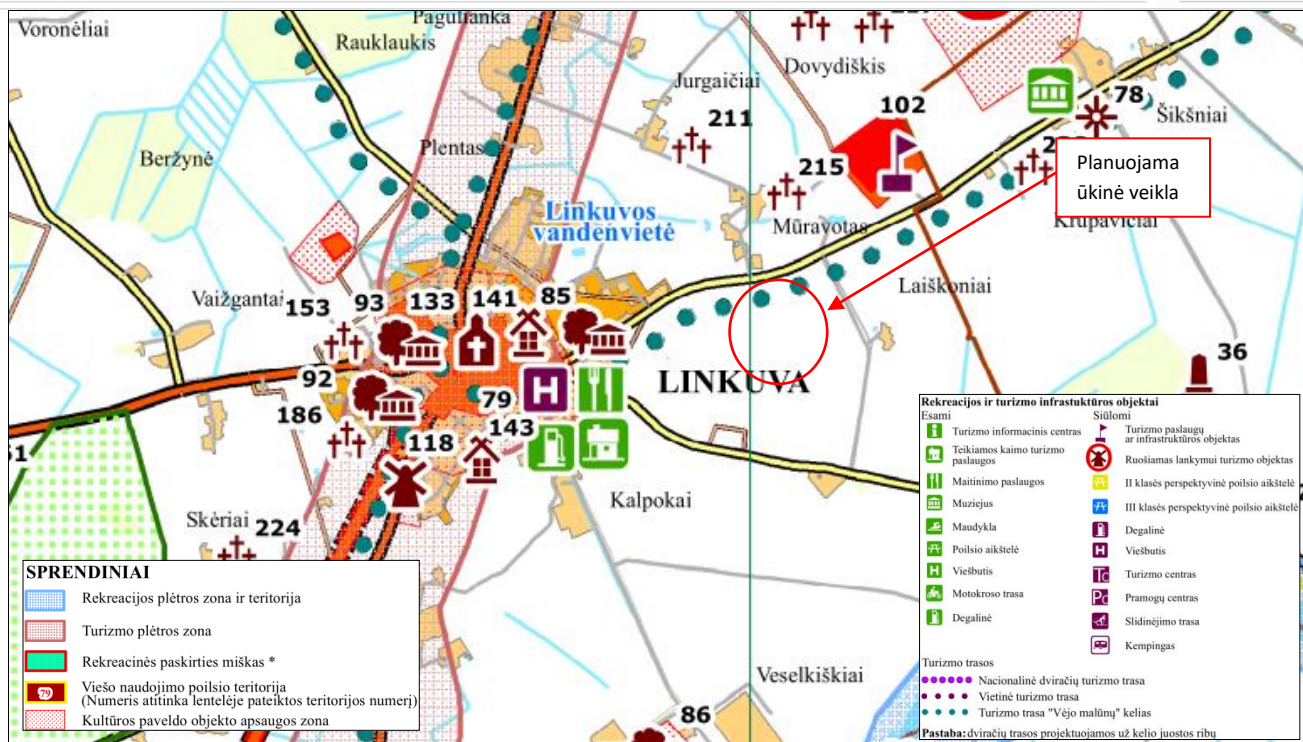 Voronėliai
Pagulianka
Rauklaukis
Dovydiškis
Jurgaičiai
102
78
Šikšniai
211
Beržynė
Plentas
215
Planuojama
ūkinė veikla
Linkuvos
vandenvietė
Mūravotas
Krupavičiai
Laiškoniai
Vaižgantai
153
93
133
141
85
36
LINKUVA
92
79
H
186
118
143
Kalpokai
Skėriai
224
Veselkiškiai
86
SPRENDINIAI
Rekreacijos plėtros zona ir teritorija
Turizmo plėtros zona
Rekreacinės paskirties miškas *
79
Viešo naudojimo poilsio teritorija
(Numeris atitinka lentelėje pateiktos teritorijos numerį)
Kultūros paveldo objekto apsaugos zona
Rekreacijos ir turizmo infrastuktūros objektai
Esami
Turizmo informacinis centras
Teikiamos kaimo turizmo
paslaugos
Maitinimo paslaugos
Muziejus
Maudykla
Poilsio aikštelė
H Viešbutis
Motokroso trasa
Degalinė
Siūlomi
Turizmo paslaugų
ar infrastruktūros objektas
Ruošiamas lankymui turizmo objektas
II klasės perspektyvinė poilsio aikštelė
III klasės perspektyvinė poilsio aikštelė
Degalinė
H Viešbutis
Tc Turizmo centras
Pc Pramogų centras
Slidinėjimo trasa
Kempingas
Turizmo trasos
Nacionalinė dviračių turizmo trasa
Vietinė turizmo trasa
Turizmo trasa "Vėjo malūnų" kelias
Pastaba: dviračių trasos projektuojamos už kelio juostos ribų